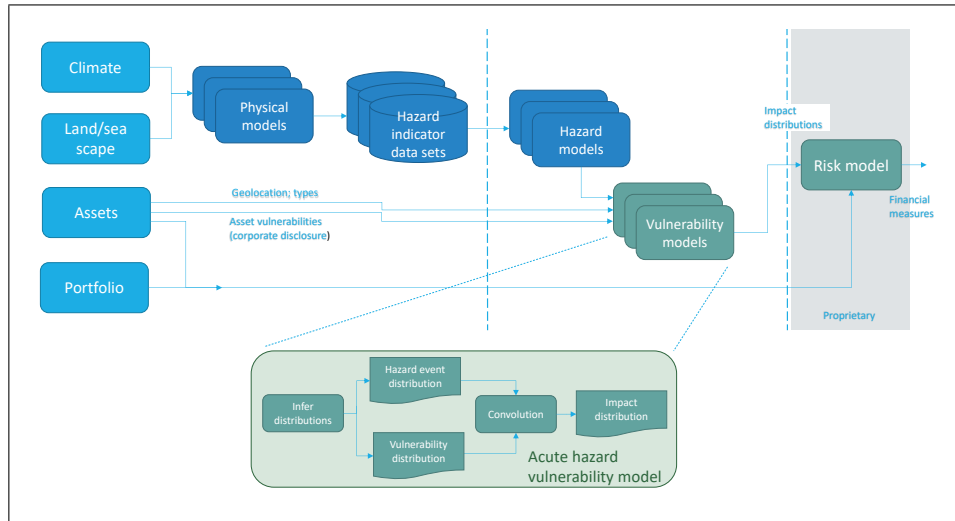 Climate
Land/sea
scape
Assets
Portfolio
Physical
models
Hazard
indicator
data sets
Hazard
models
Geolocation; types
Asset vulnerabilities
(corporate disclosure)
Vulnerability
models
Impact
distributions
Risk model
Financial
measures
Proprietary
Infer
distributions
Hazard event
distribution
Vulnerability
distribution
Convolution
Impact
distribution
Acute hazard
vulnerability model